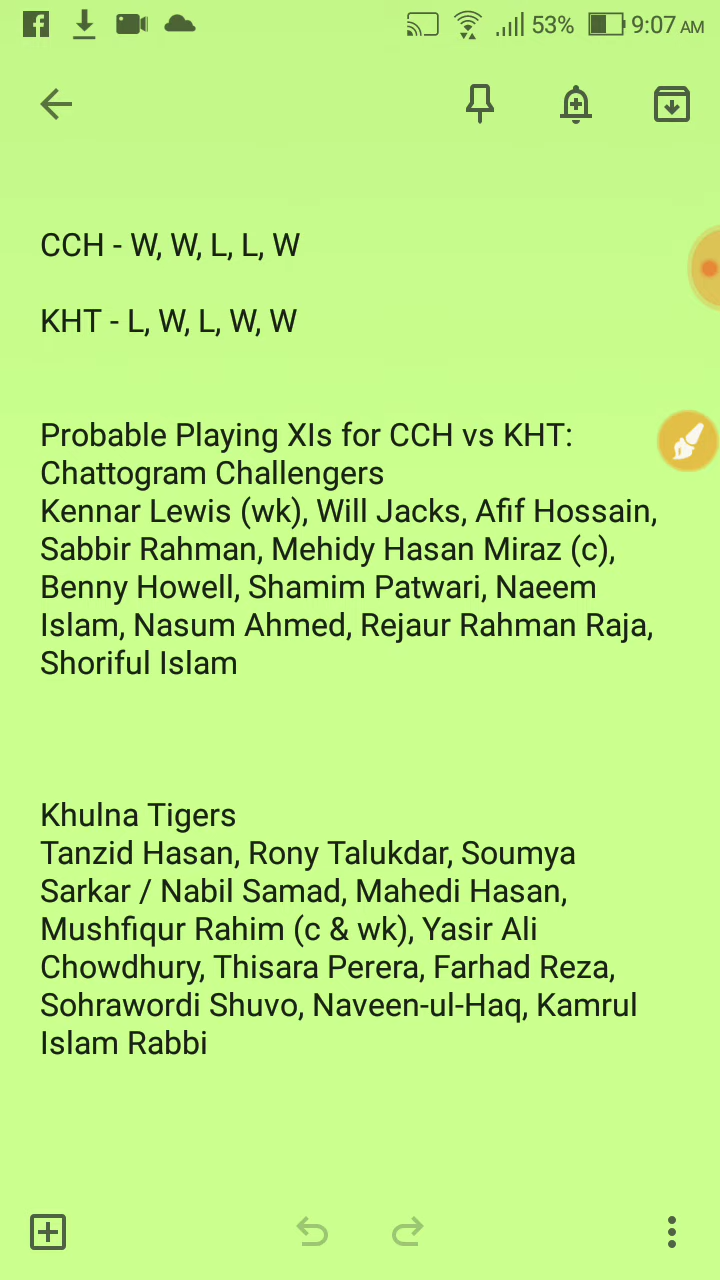 53% 9:07 AM
CCH - W, W, L, L, W
KHT - L, W, L, W, W
Probable Playing XIs for CCH vs KHT:
Chattogram Challengers
Kennar Lewis (wk), Will Jacks, Afif Hossain,
Sabbir Rahman, Mehidy Hasan Miraz (c),
Benny Howell, Shamim Patwari, Naeem
Islam, Nasum Ahmed, Rejaur Rahman Raja,
Shoriful Islam
Khulna Tigers
Tanzid Hasan, Rony Talukdar, Soumya
Sarkar / Nabil Samad, Mahedi Hasan,
Mushfiqur Rahim (c & wk), Yasir Ali
Chowdhury, Thisara Perera, Farhad Reza,
Sohrawordi Shuvo, Naveen-ul-Haq, Kamrul
Islam Rabbi